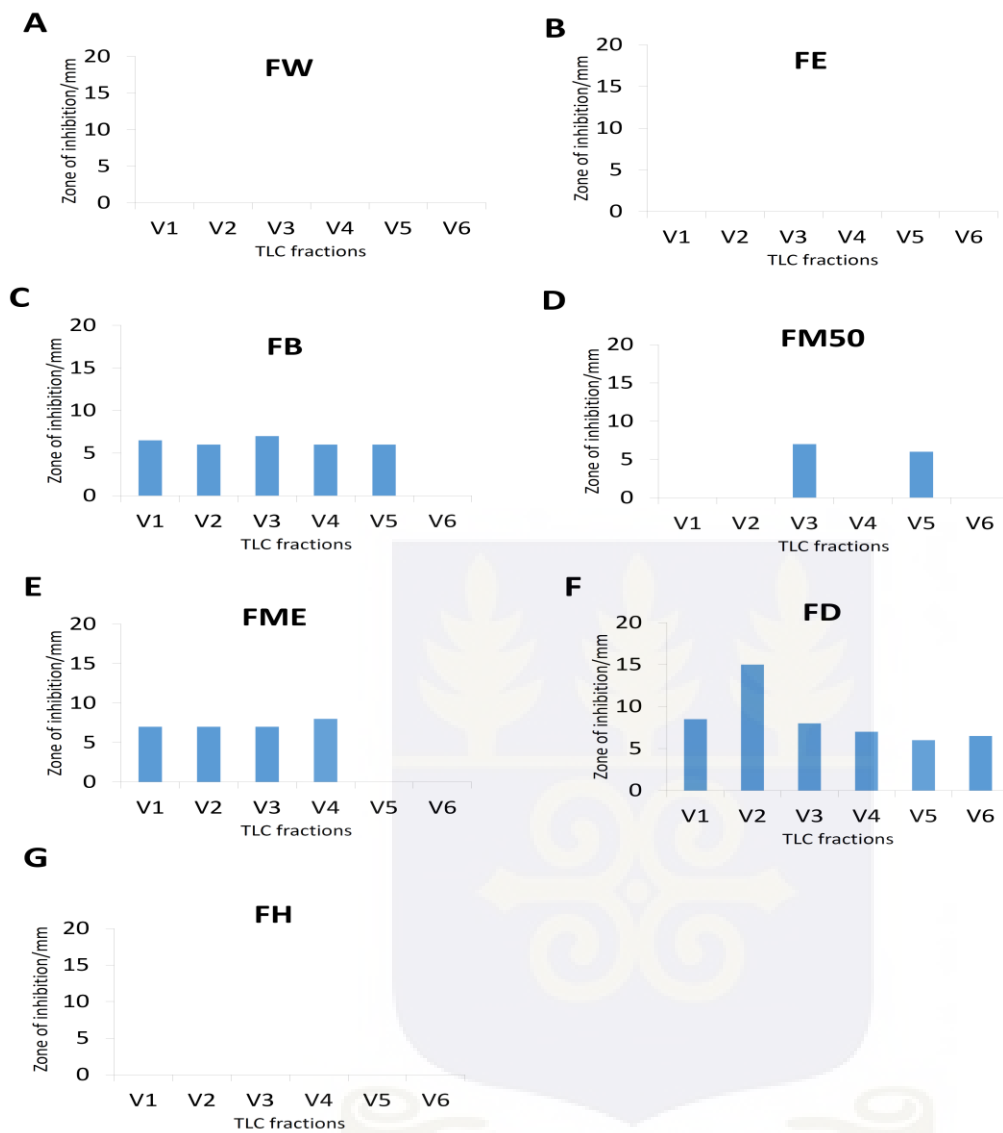 A
FW
Zone of inhibition/mm
20
15
10
5
0
V1 V2 V3 V4 V5 V6
TLC fractions
B
FE
Zone of inhibition/mm
20
15
10
5
0
V1 V2 V3 V4 V5 V6
TLC fractions
C
FB
Zone of inhibition/mm
20
15
10
5
0
V1 V2 V3 V4 V5 V6
TLC fractions
D
FM50
Zone of inhibition/mm
20
15
10
5
0
V1 V2 V3 V4 V5 V6
TLC fractions
E
FME
Zone of inhibition/mm
20
15
10
5
0
V1 V2 V3 V4 V5 V6
TLC fractions
F
FD
Zone of inhibition/mm
20
15
10
5
0
V1 V2 V3 V4 V5 V6
TLC fractions
G
FH
Zone of inhibition/mm
20
15
10
5
0
V1 V2 V3 V4 V5 V6
TLC fractions